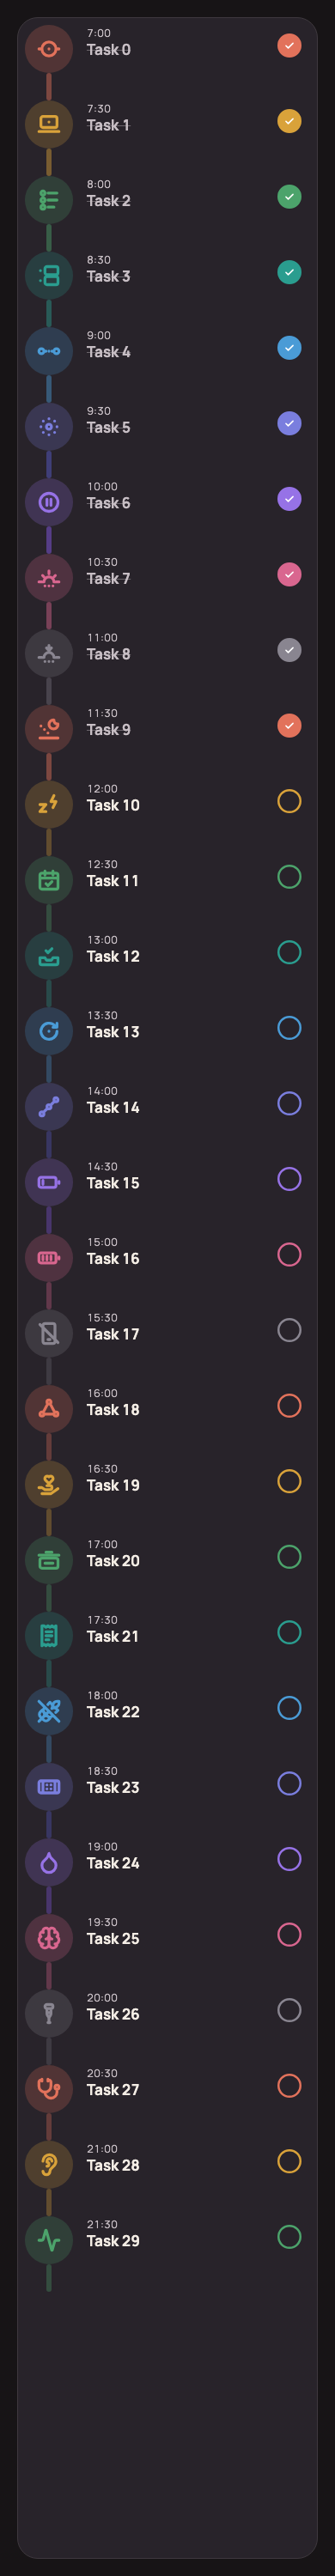 7:00
Task 0
7:30
Task 1
8:00
Task 2
8:30
Task 3
9:00
Task 4
9:30
Task 5
10:00
Task 6
10:30
Task 7
11:00
Task 8
11:30
Task 9
12:00
Task 10
12:30
Task 11
13:00
Task 12
13:30
Task 13
14:00
Task 14
14:30
Task 15
15:00
Task 16
15:30
Task 17
16:00
Task 18
16:30
Task 19
17:00
Task 20
17:30
Task 21
18:00
Task 22
18:30
Task 23
19:00
Task 24
19:30
Task 25
20:00
Task 26
20:30
Task 27
21:00
Task 28
21:30
Task 29